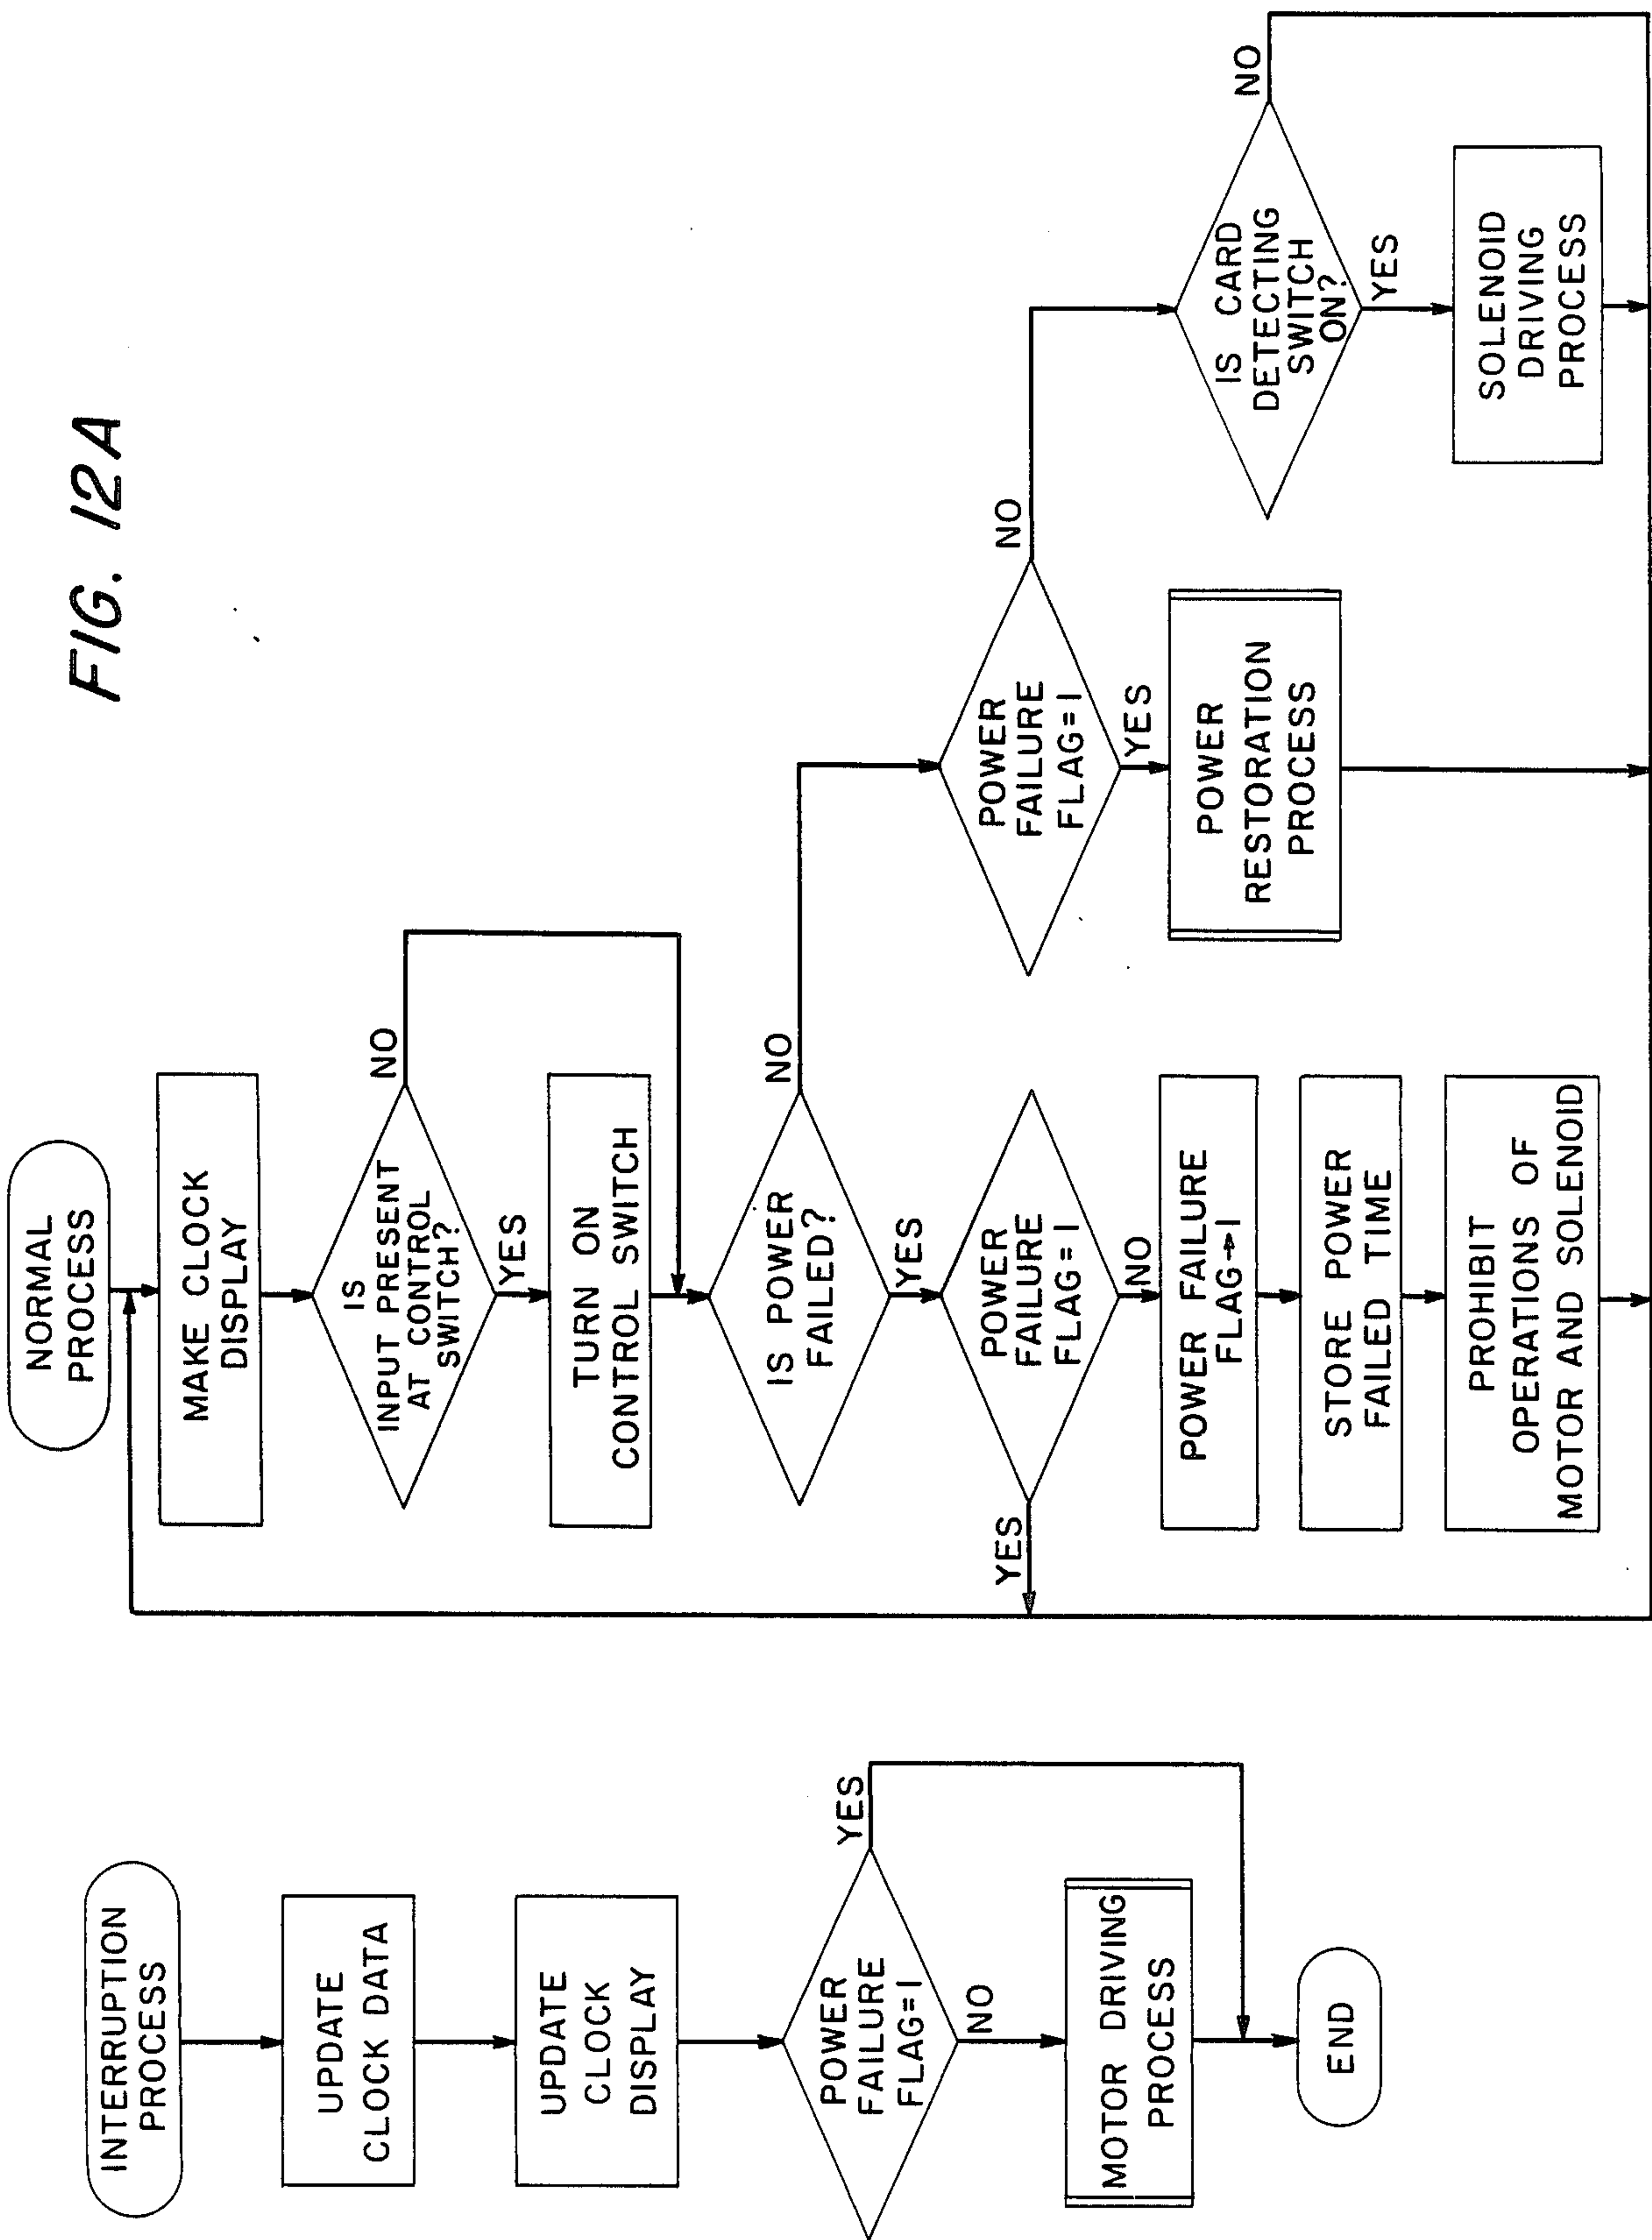 FIG. 12A
INTERRUPTION
PROCESS
UPDATE
CLOCK DATA
UPDATE
CLOCK
DISPLAY
POWER
FAILURE
FLAG=1
YES
NO
MOTOR DRIVING
PROCESS
END
NORMAL
PROCESS
MAKE CLOCK
DISPLAY
IS
INPUT PRESENT
AT CONTROL
SWITCH?
NO
YES
TURN ON
CONTROL SWITCH
IS POWER
FAILED?
NO
YES
POWER
FAILURE
FLAG=1
YES
NO
POWER FAILURE
FLAG→1
STORE POWER
FAILED TIME
PROHIBIT
OPERATIONS OF
MOTOR AND SOLENOID
POWER
FAILURE
FLAG=1
NO
YES
POWER
RESTORATION
PROCESS
IS CARD
DETECTING
SWITCH
ON?
NO
YES
SOLENOID
DRIVING
PROCESS